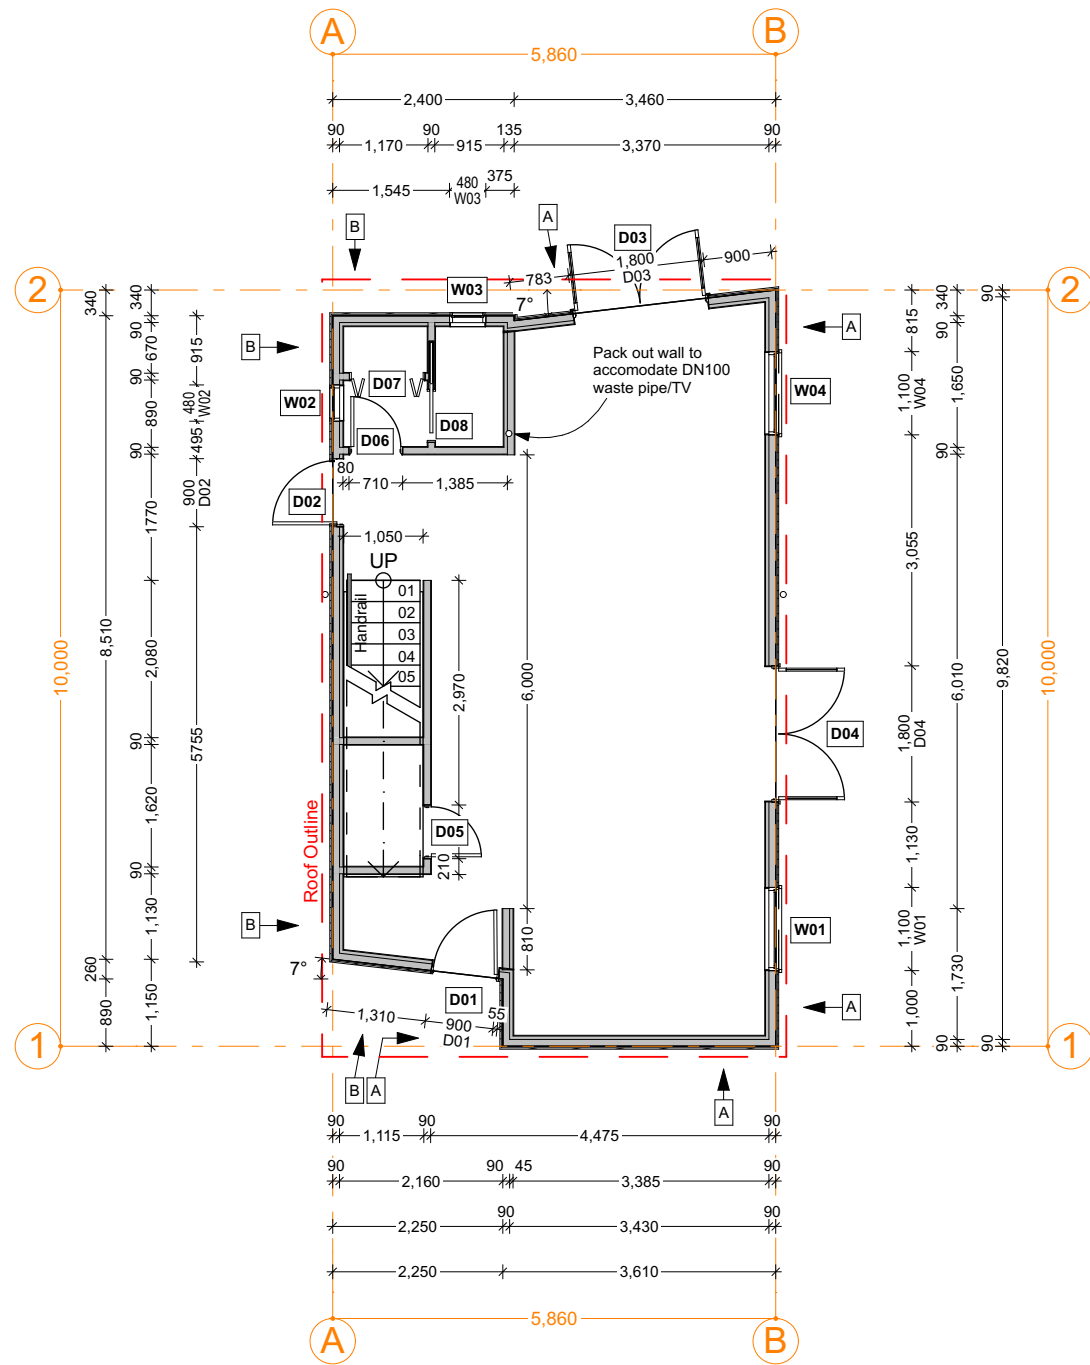 A
B
5,860
2,400
3,460
90
1,170
90
915
135
3,370
90
1,545
480
W03
375
B
A
D03
1,800
D03
783
900
2
2
340
340
W03
7°
340
90
B
A
90
670
90
890
90
915
480
W02
495
900
D02
W02
D07
D06
D08
Pack out wall to
accomodate DN100
waste pipe/TV
W04
815
1,100
W04
1,650
90
80
710
1,385
D02
1,050
UP
01
02
03
04
05
Handrail
1770
2,080
90
1,620
90
1,130
1,150
8,510
10,000
5755
2,970
6,000
3,055
6,010
9,820
10,000
1,800
D04
D04
Roof Outline
D05
210
1,130
B
810
W01
1,100
W01
1,730
260
890
7°
D01
55
1,310
900
D01
A
1,000
90
90
1
1
B
A
A
90
1,115
90
4,475
90
90
2,160
90
45
3,385
90
2,250
90
3,430
90
2,250
3,610
A
5,860
B